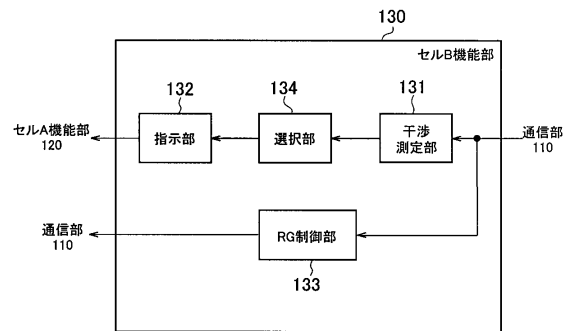 130
セルB機能部
132
134
131
セルA機能部
120
指示部
選択部
干渉
測定部
通信部
110
通信部
110
RG制御部
133